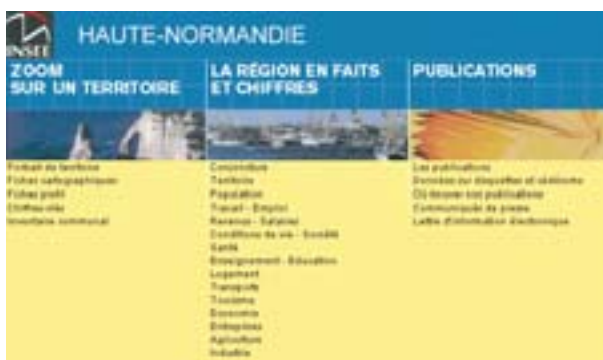 INSEE
HAUTE-NORMANDIE
ZOOM
SUR UN TERRITOIRE
LA RÉGION EN FAITS
ET CHIFFRES
PUBLICATIONS
Portrait de territoire
Fiches cartographiques
Fiches profil
Chiffres clés
Inventaire communal
Conjoncture
Territoire
Population
Travail - Emploi
Revenus - Salaires
Conditions de vie - Société
Santé
Enseignement - Education
Logement
Transports
Tourisme
Economie
Entreprises
Agriculture
Industrie
Les publications
Données sur disquettes et cédéroms
Où trouver nos publications
Communiqués de presse
Lettre d'information électronique